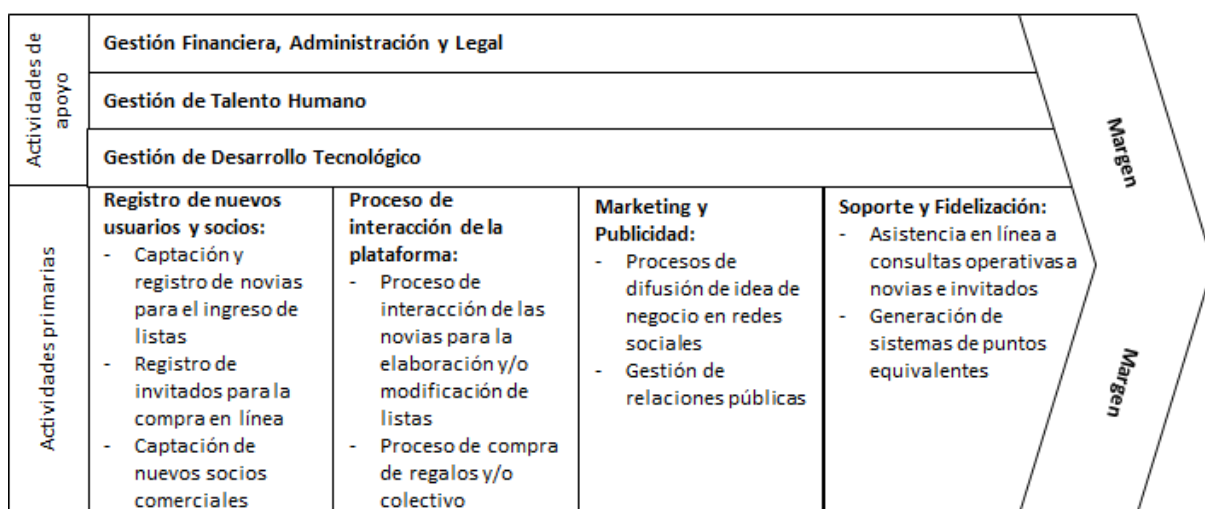 Actividades de
apoyo
Gestión Financiera, Administración y Legal
Gestión de Talento Humano
Gestión de Desarrollo Tecnológico
Margen
Actividades primarias
Registro de nuevos
usuarios y socios:
- Captación y
registro de novias
para el ingreso de
listas
- Registro de
invitados para la
compra en línea
- Captación de
nuevos socios
comerciales
Proceso de
interacción de la
plataforma:
- Proceso de
interacción de las
novias para la
elaboración y/o
modificación de
listas
- Proceso de compra
de regalos y/o
colectivo
Marketing y
Publicidad:
- Procesos de
difusión de idea de
negocio en redes
sociales
- Gestión de
relaciones públicas
Soporte y Fidelización:
- Asistencia en línea a
consultas operativas a
novias e invitados
- Generación de
sistemas de puntos
equivalentes
Margen